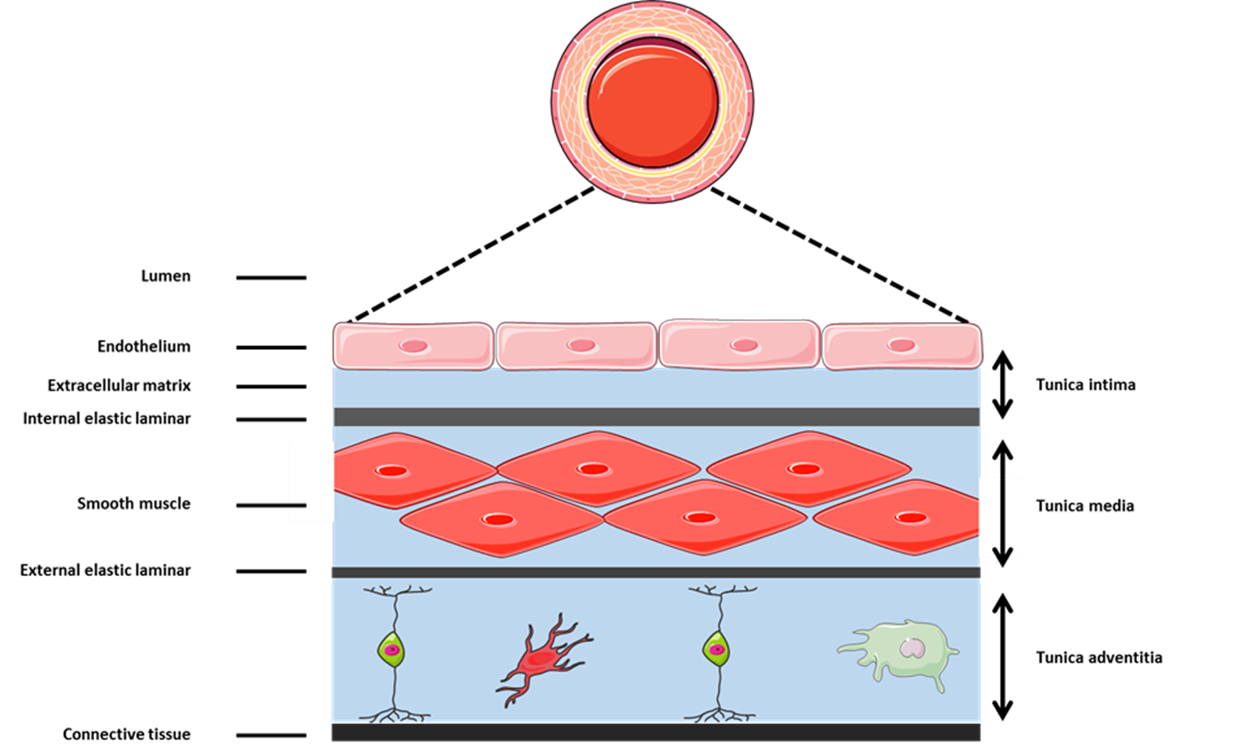 Lumen
Endothelium
Extracellular matrix
Tunica intima
Internal elastic laminar
Smooth muscle
Tunica media
External elastic laminar
Tunica adventitia
Connective tissue